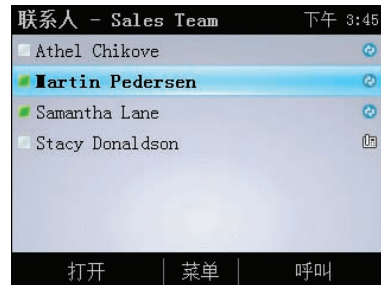 联系人 - Sales Team 下午 3:45
Athel Chikove
Martin Pedersen
Samantha Lane
Stacy Donaldson
打开 菜单 呼叫